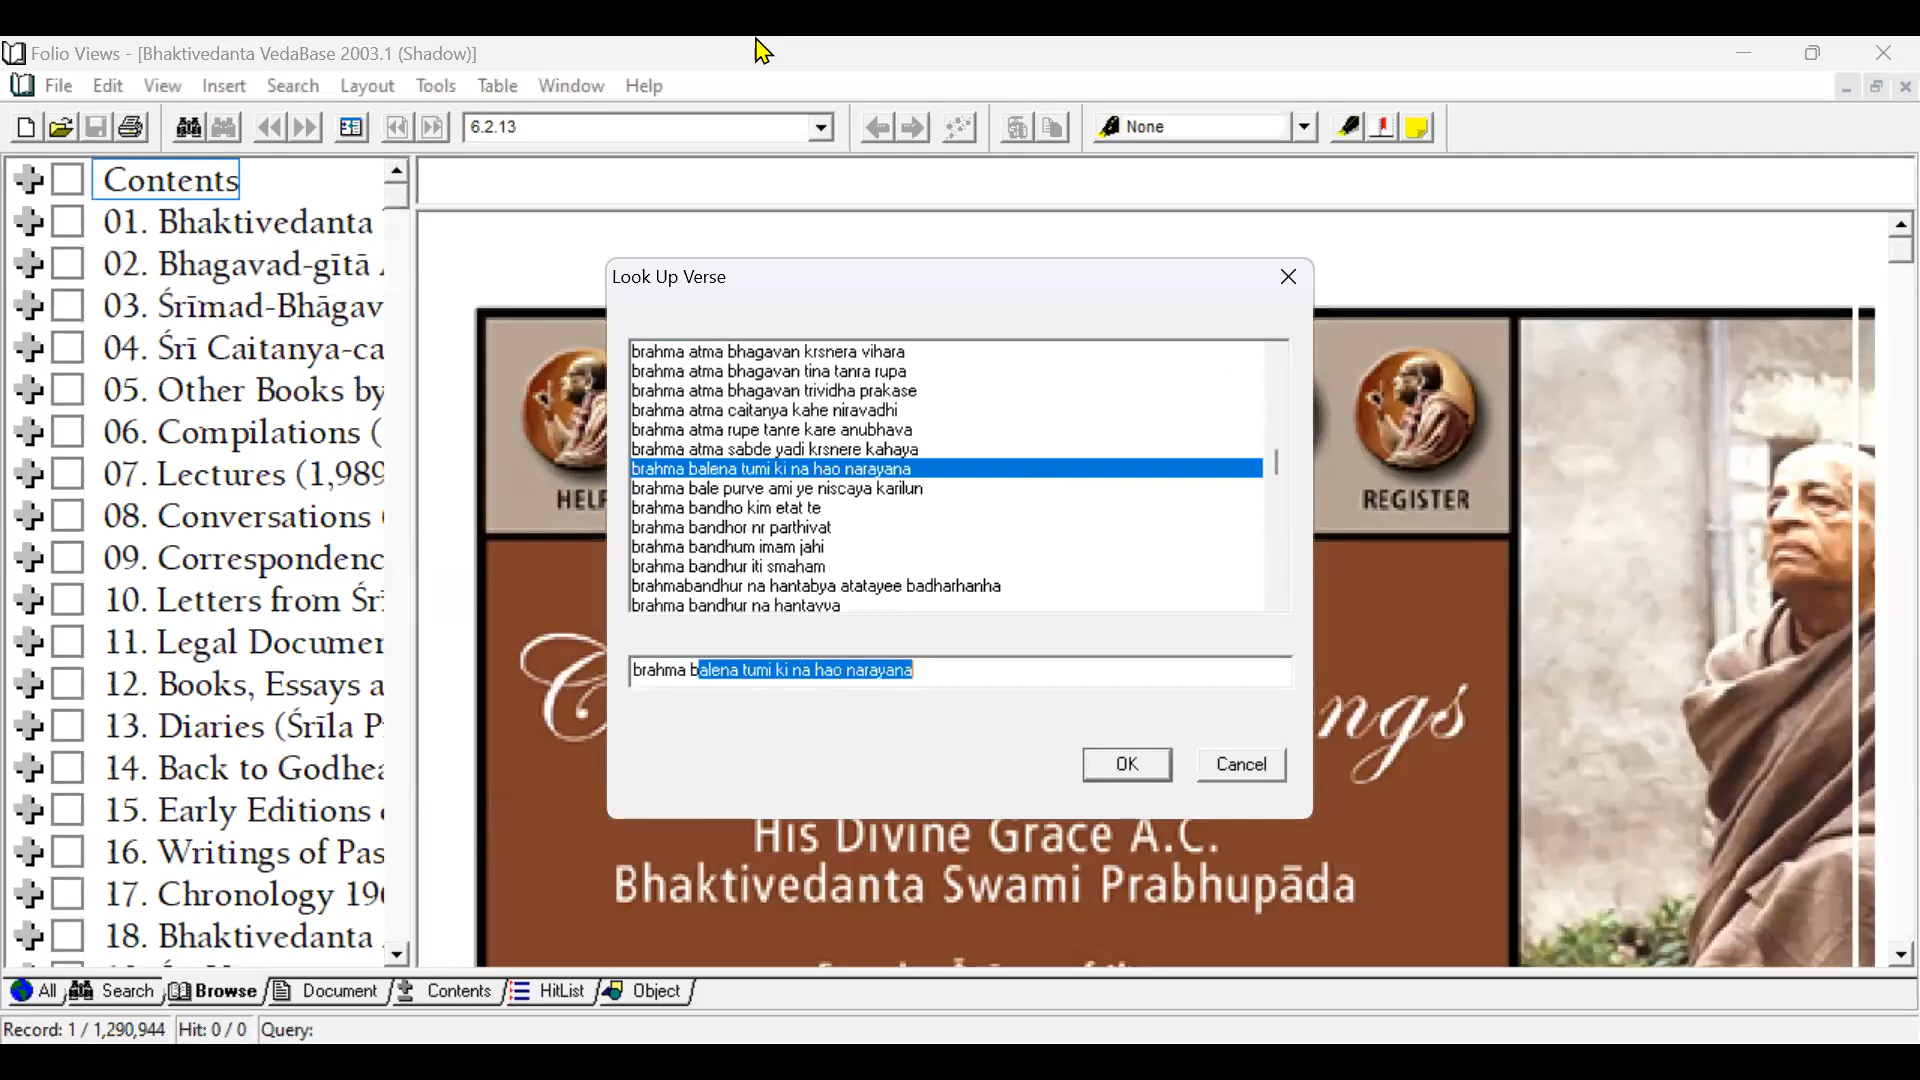 Folio Views - [Bhaktivedanta VedaBase 2003.1 (Shadow)]
File Edit View Insert Search Layout Tools Table Window Help
6.2.13
None
Contents
01. Bhaktivedanta
02. Bhagavad-gītā
03. Śrīmad-Bhāgav
04. Śrī Caitanya-ca
05. Other Books by
06. Compilations (
07. Lectures (1,989
08. Conversations
09. Correspondenc
10. Letters from Śr
11. Legal Documen
12. Books, Essays a
13. Diaries (Śrīla P
14. Back to Godhea
15. Early Editions
16. Writings of Pas
17. Chronology 19
18. Bhaktivedanta
Look Up Verse
brahma atma bhagavan krsnera vihara
brahma atma bhagavan tina tanra rupa
brahma atma bhagavan trividha prakase
brahma atma caitanya kahe niravadhi
brahma atma rupe tanre kare anubhava
brahma atma sabde yadi krsnere kahaya
brahma balena tumi ki na hao narayana
brahma bale purve ami ye niscaya karilun
brahma bandho kim etat te
brahma bandhor nr parthivat
brahma bandhum imam jahi
brahma bandhur iti smaham
brahmabandhur na hantabya atatayee badharhanha
brahma bandhur na hantavya
brahma balena tumi ki na hao narayana
OK Cancel
HEL
REGISTER
C
ngs
His Divine Grace A.C.
Bhaktivedanta Swami Prabhupāda
All Search Browse Document Contents HitList Object
Record: 1 / 1,290,944 Hit: 0 / 0 Query: